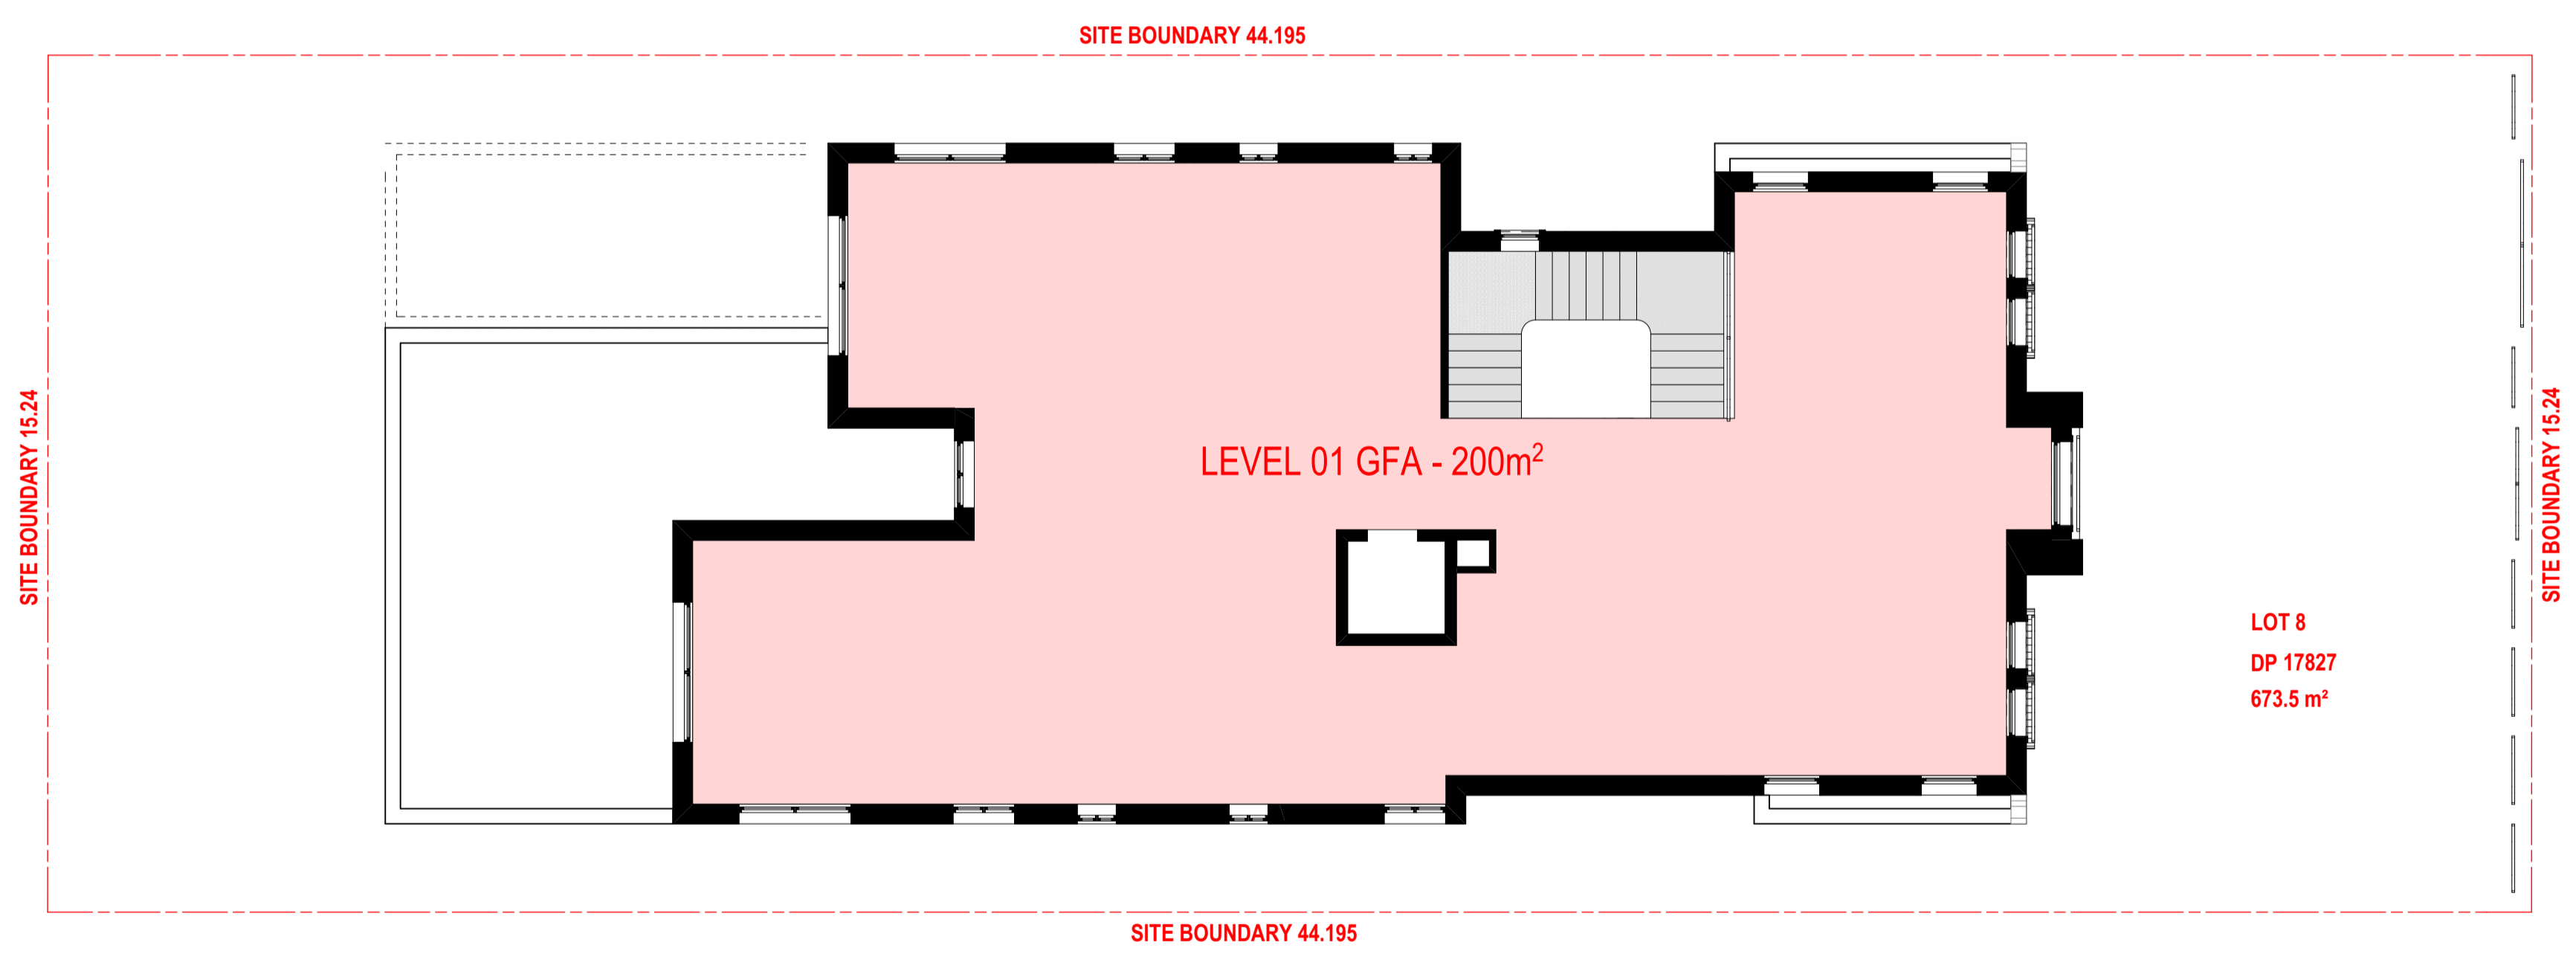 SITE BOUNDARY 44.195
SITE BOUNDARY 15.24
LEVEL 01 GFA - 200m²
SITE BOUNDARY 15.24
LOT 8
DP 17827
673.5 m²
SITE BOUNDARY 44.195